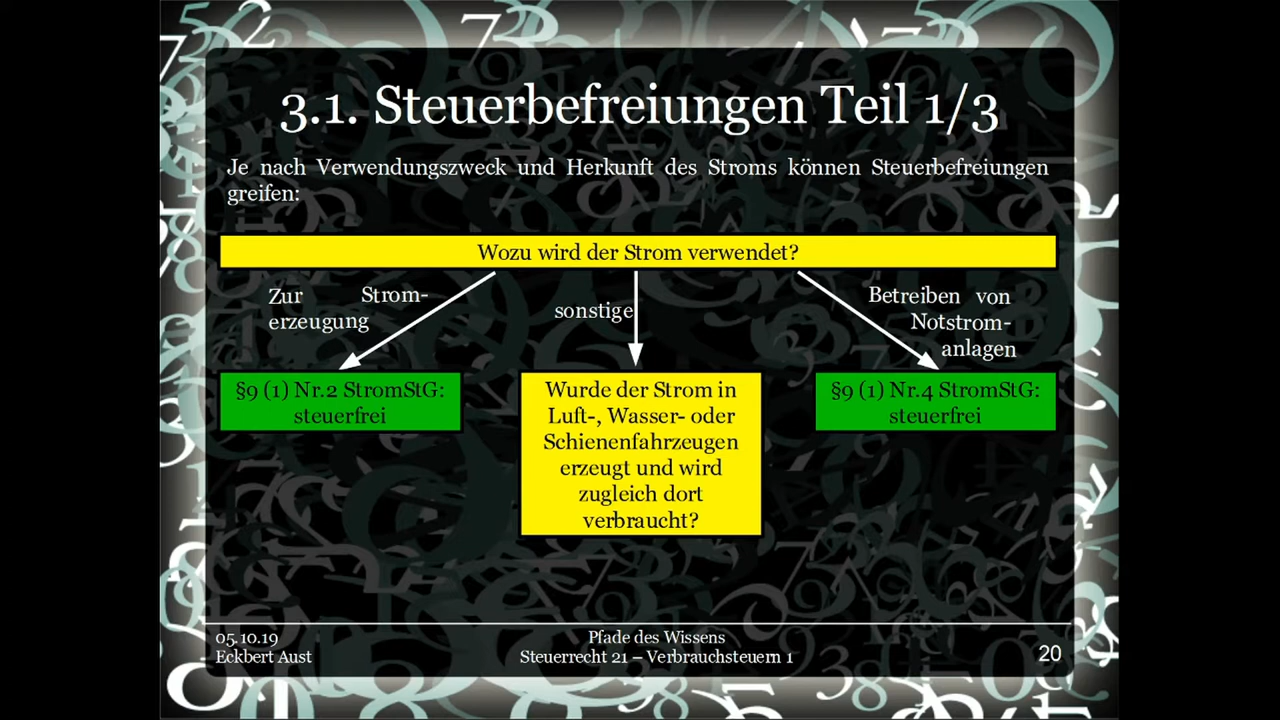 3.1. Steuerbefreiungen Teil 1/3
Je nach Verwendungszweck und Herkunft des Stroms können Steuerbefreiungen
greifen:
Wozu wird der Strom verwendet?
Zur Strom-
erzeugung
sonstige
Betreiben von
Notstrom-
anlagen
§9 (1) Nr.2 StromStG:
steuerfrei
Wurde der Strom in
Luft-, Wasser- oder
Schienenfahrzeugen
erzeugt und wird
zugleich dort
verbraucht?
§9 (1) Nr.4 StromStG:
steuerfrei
05.10.19
Eckbert Aust
Pfade des Wissens
Steuerrecht 21 – Verbrauchsteuern 1
20